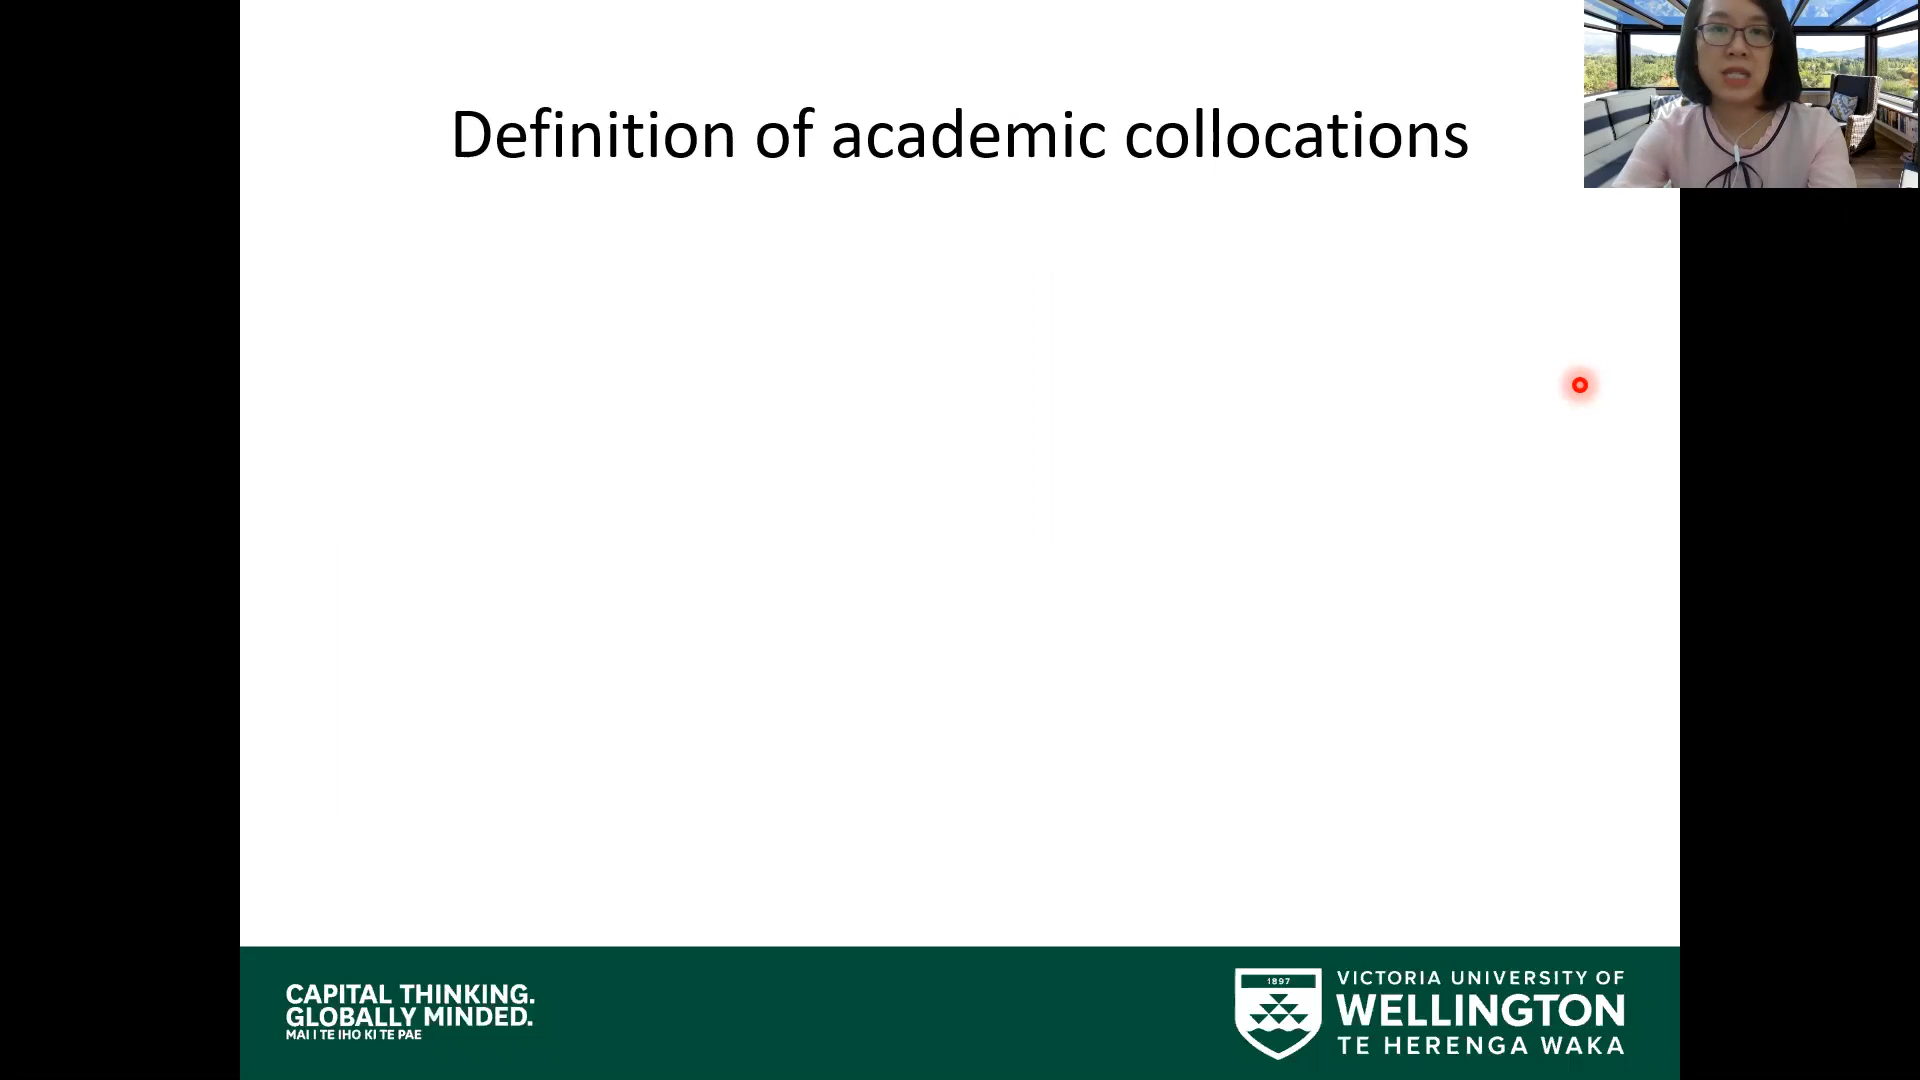 Definition of academic collocations
CAPITAL THINKING.
GLOBALLY MINDED.
MAI I TE IHO KI TE PAE
1897
VICTORIA UNIVERSITY OF
WELLINGTON
TE HERENGA WAKA